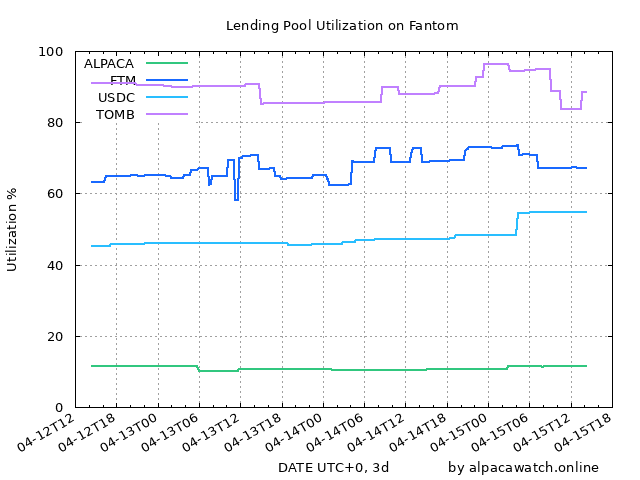 Lending Pool Utilization on Fantom
ALPACA
FTM
USDC
TOMB
Utilization %
100
80
60
40
20
0
04-12T12
04-12T18
04-13T00
04-13T06
04-13T12
04-13T18
04-14T00
04-14T06
04-14T12
04-14T18
04-15T00
04-15T06
04-15T12
04-15T18
DATE UTC+0, 3d
by alpacawatch.online